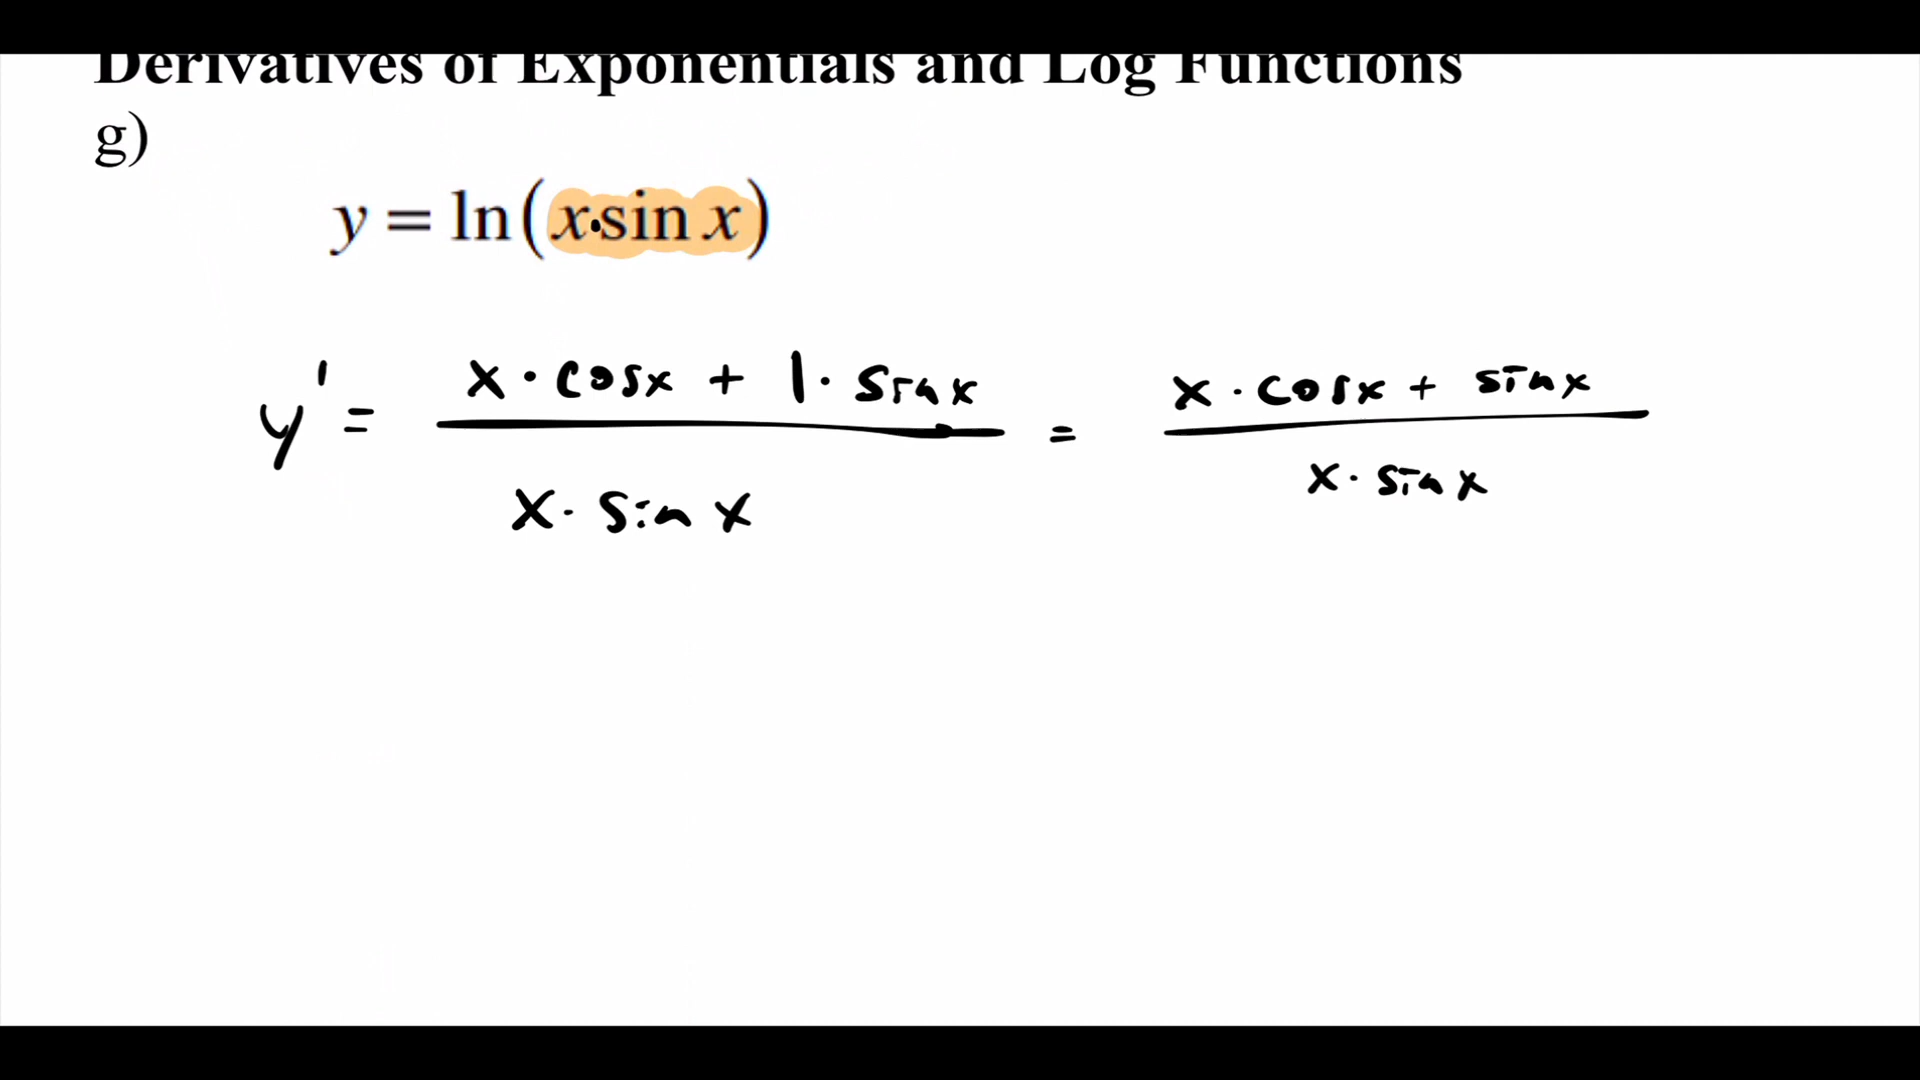 Derivatives of Exponentials and Log Functions
g)
y = ln(x·sin x)
y' = x · cosx + 1 · sinx / x · sin x = x · cosx + sinx / x · sinx